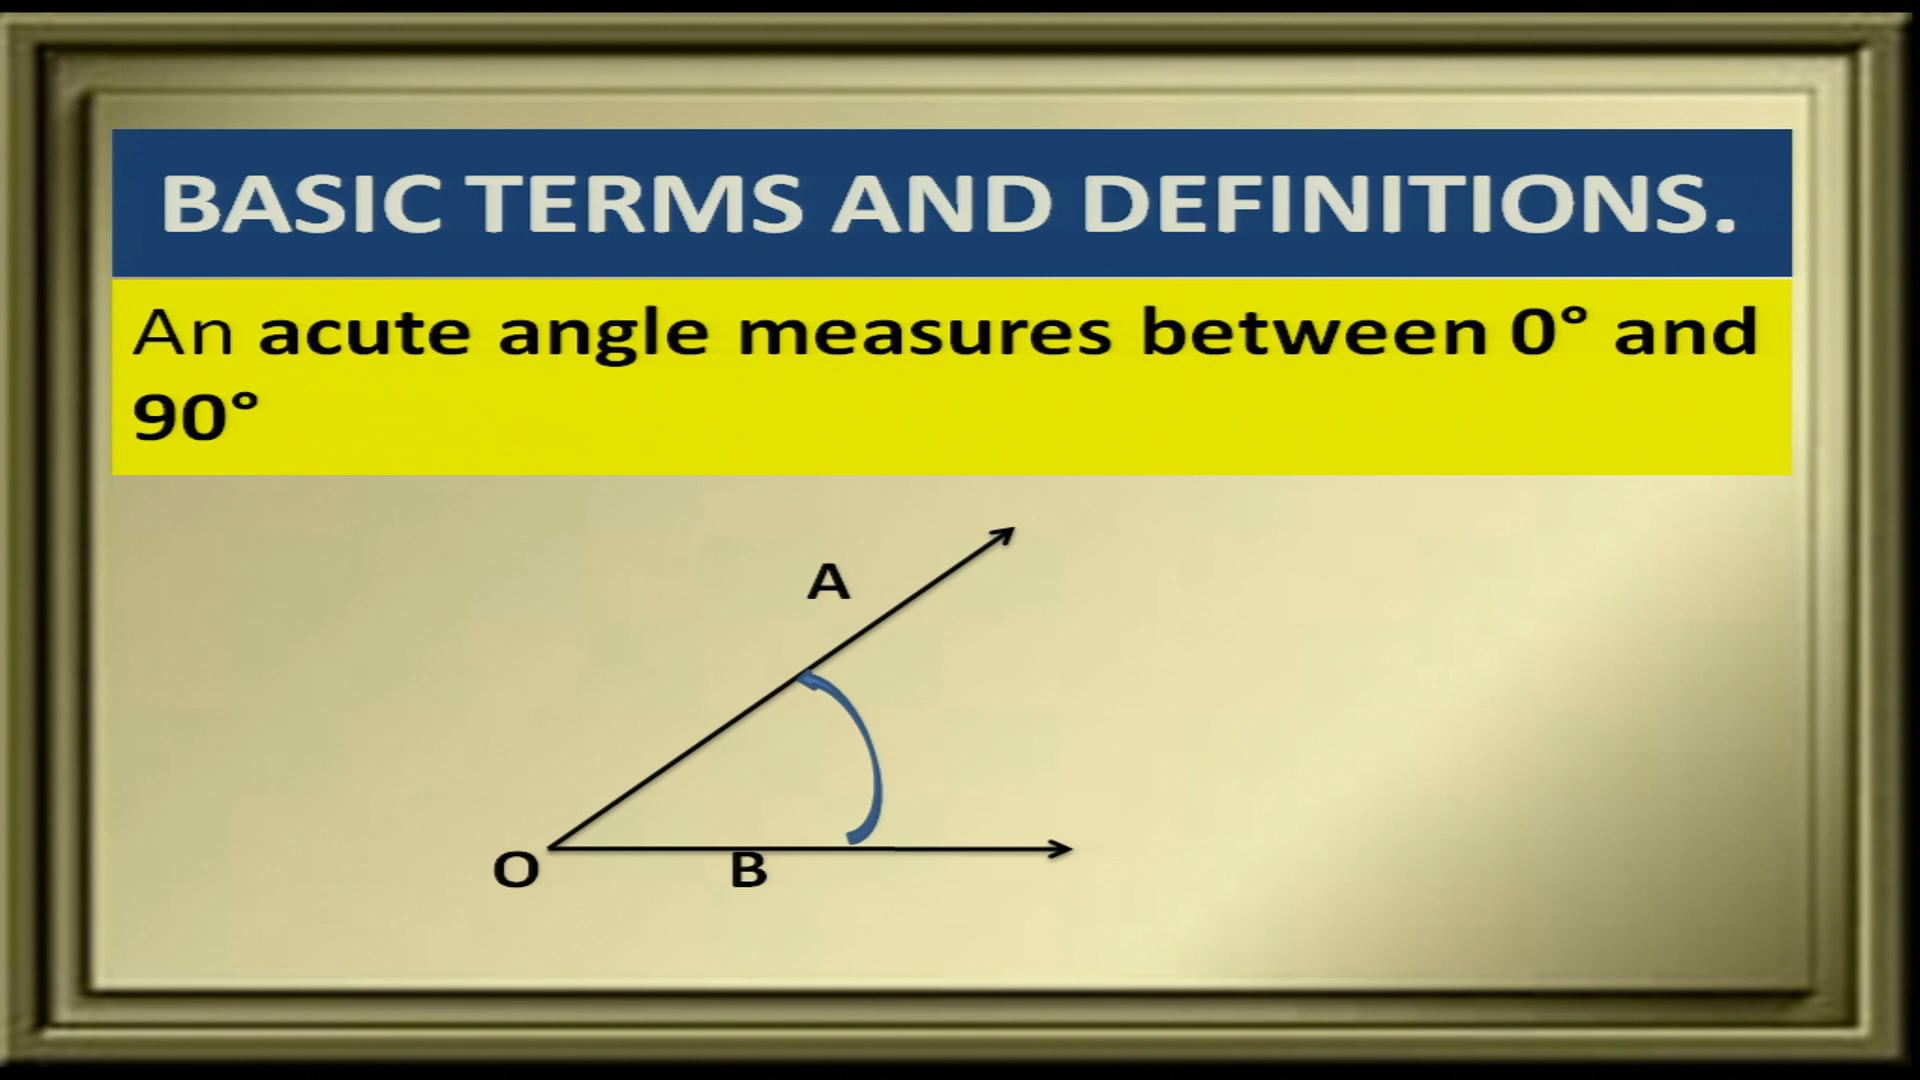 BASIC TERMS AND DEFINITIONS.
An acute angle measures between 0° and
90°
A
O
B